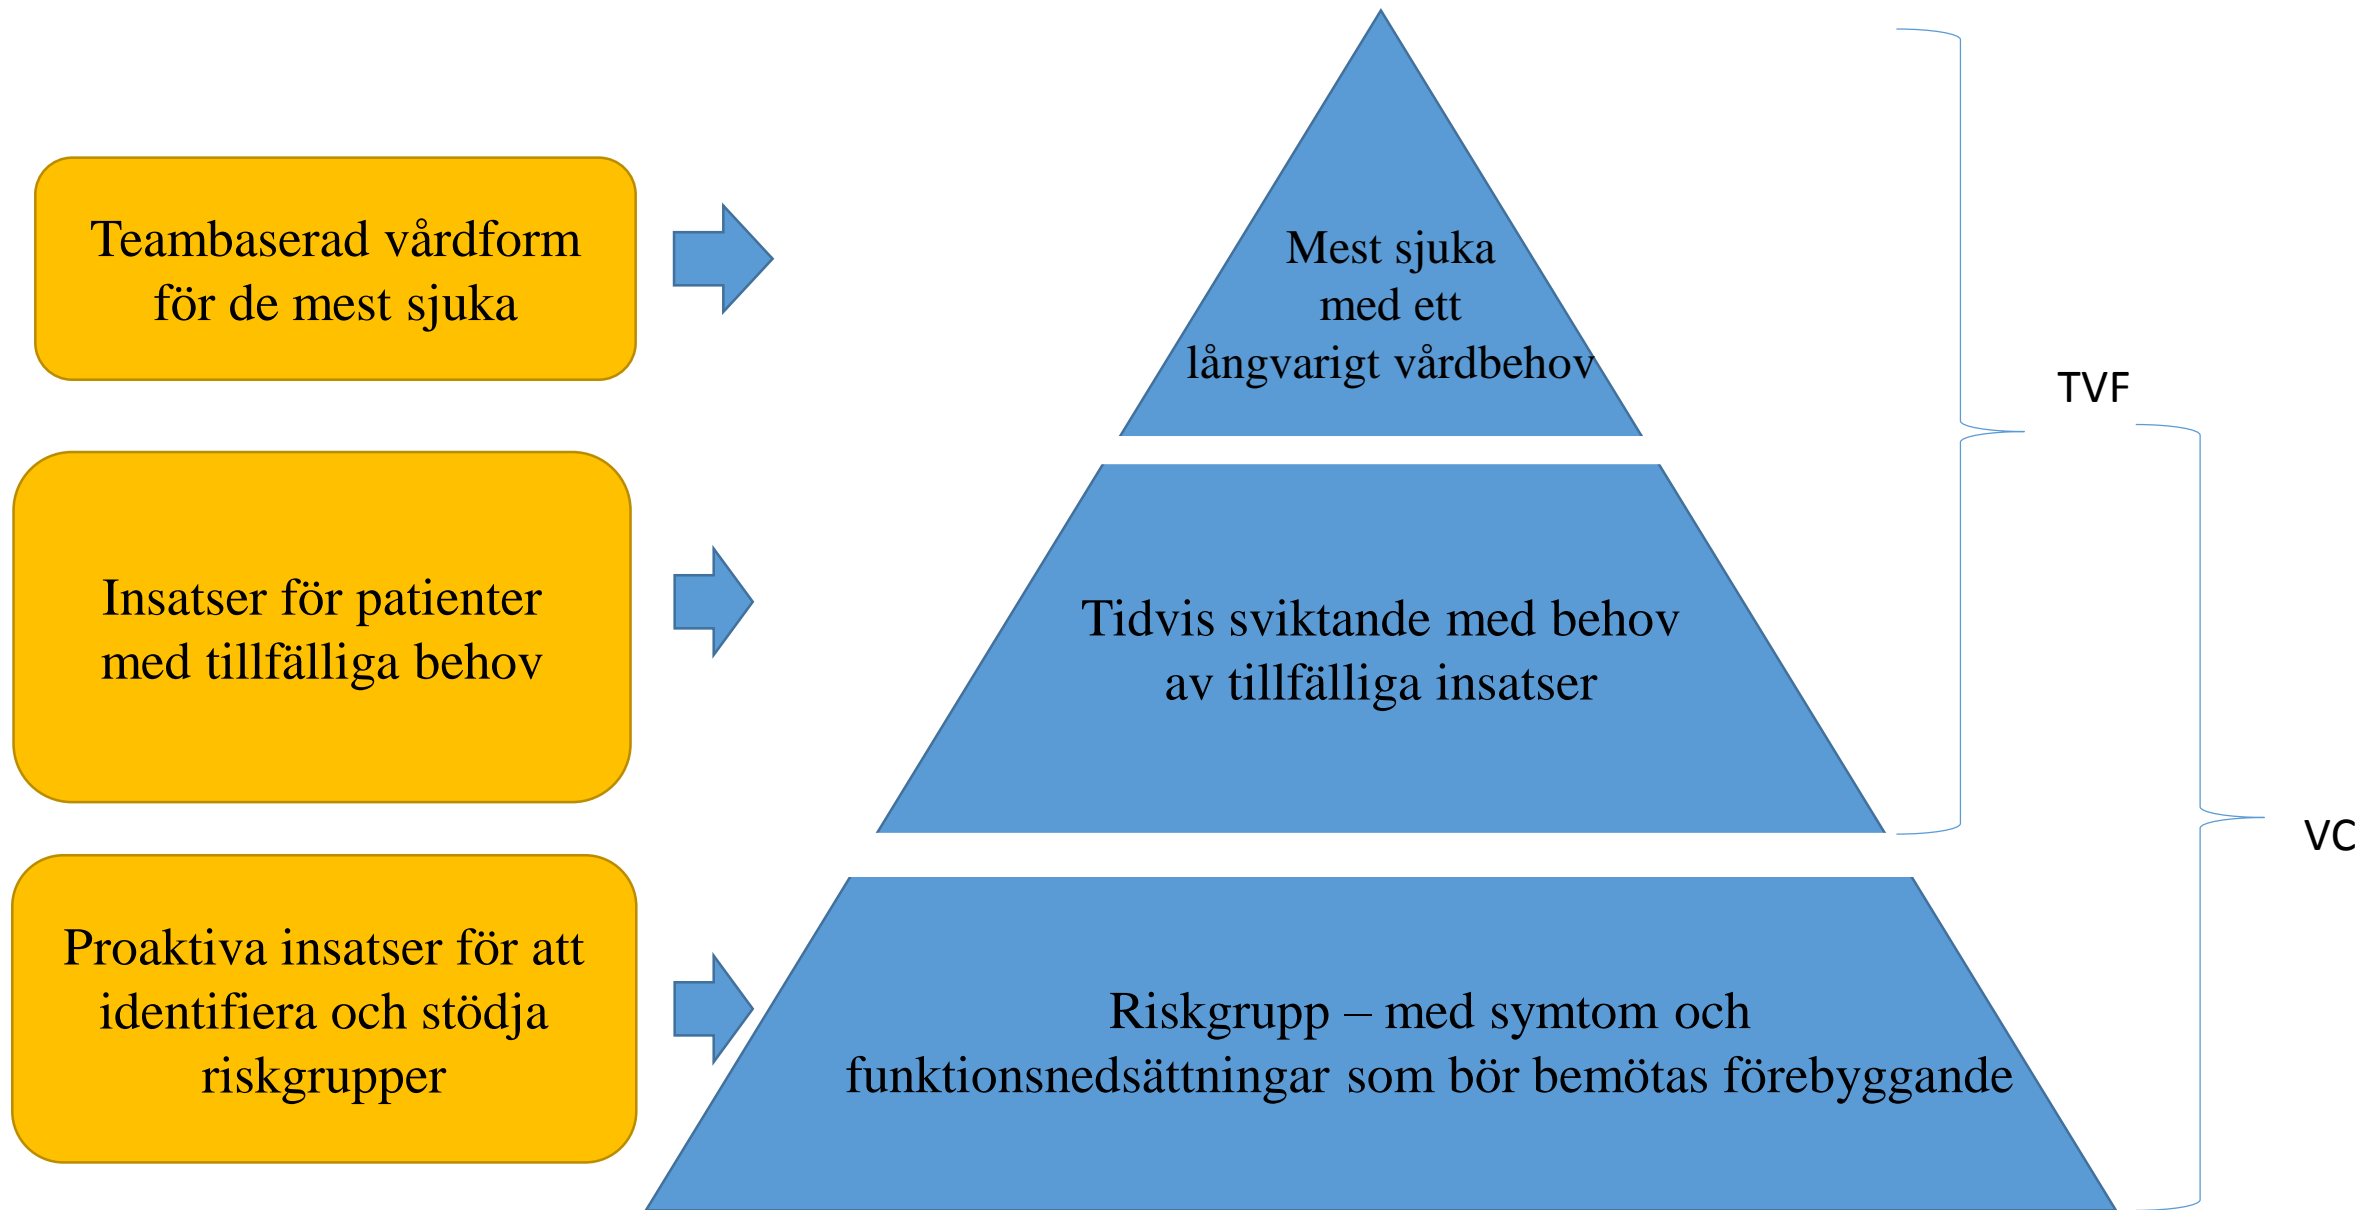 Teambaserad vårdform
för de mest sjuka
Mest sjuka
med ett
långvarigt vårdbehov
TVF
Insatser för patienter
med tillfälliga behov
Tidvis sviktande med behov
av tillfälliga insatser
VC
Proaktiva insatser för att
identifiera och stödja
riskgrupper
Riskgrupp – med symtom och
funktionsnedsättningar som bör bemötas förebyggande